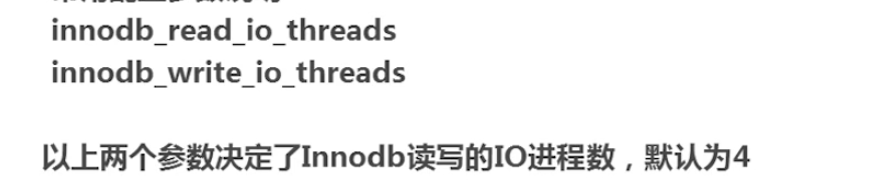 innodb_read_io_threads
innodb_write_io_threads
以上两个参数决定了Innodb读写的IO进程数，默认为4